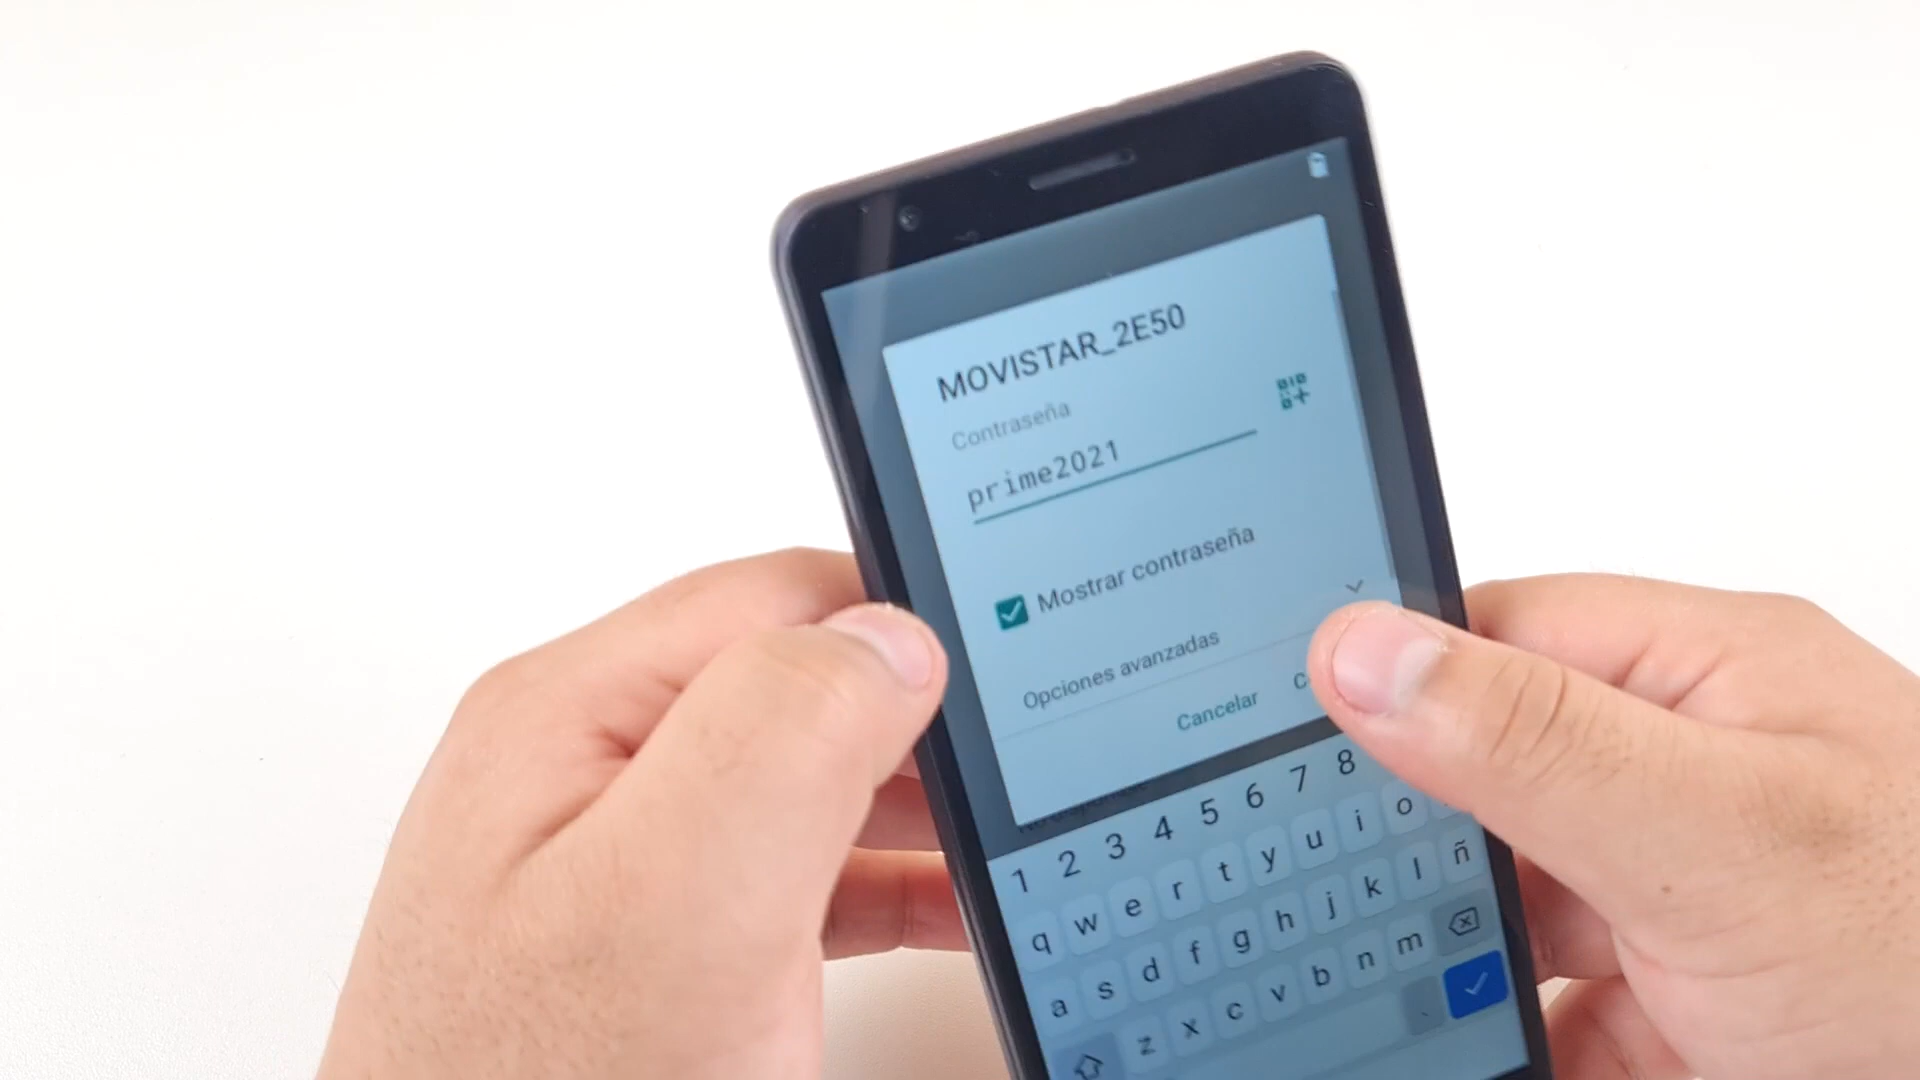 MOVISTAR_2E50
Contraseña
prime2021
Mostrar contraseña
Opciones avanzadas
Cancelar
1 2 3 4 5 6 7 8
q w e r t y u i o
a s d f g h j k l ñ
z x c v b n m